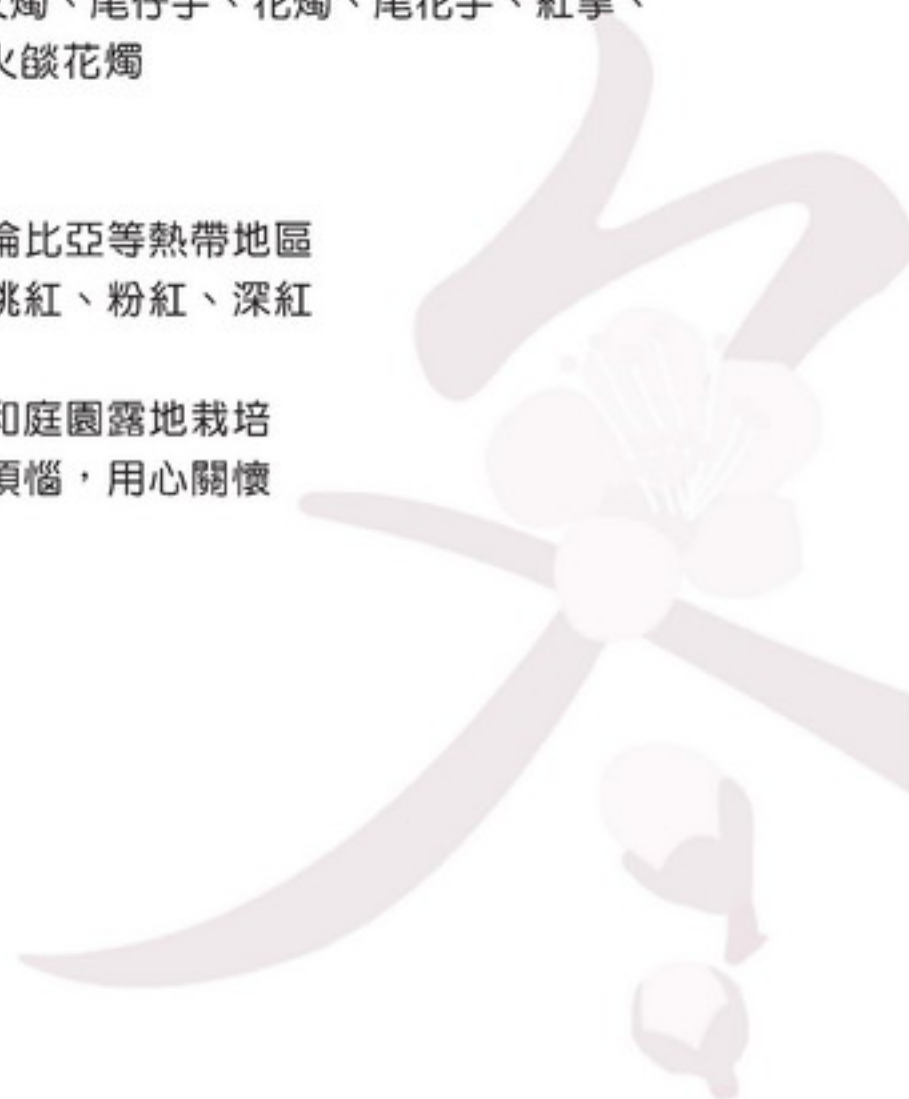 燭、尾仔手、花燭、尾花手、紅掌、
火燄花燭
倫比亞等熱帶地區
桃紅、粉紅、深紅
和庭園露地栽培
煩惱，用心關懷